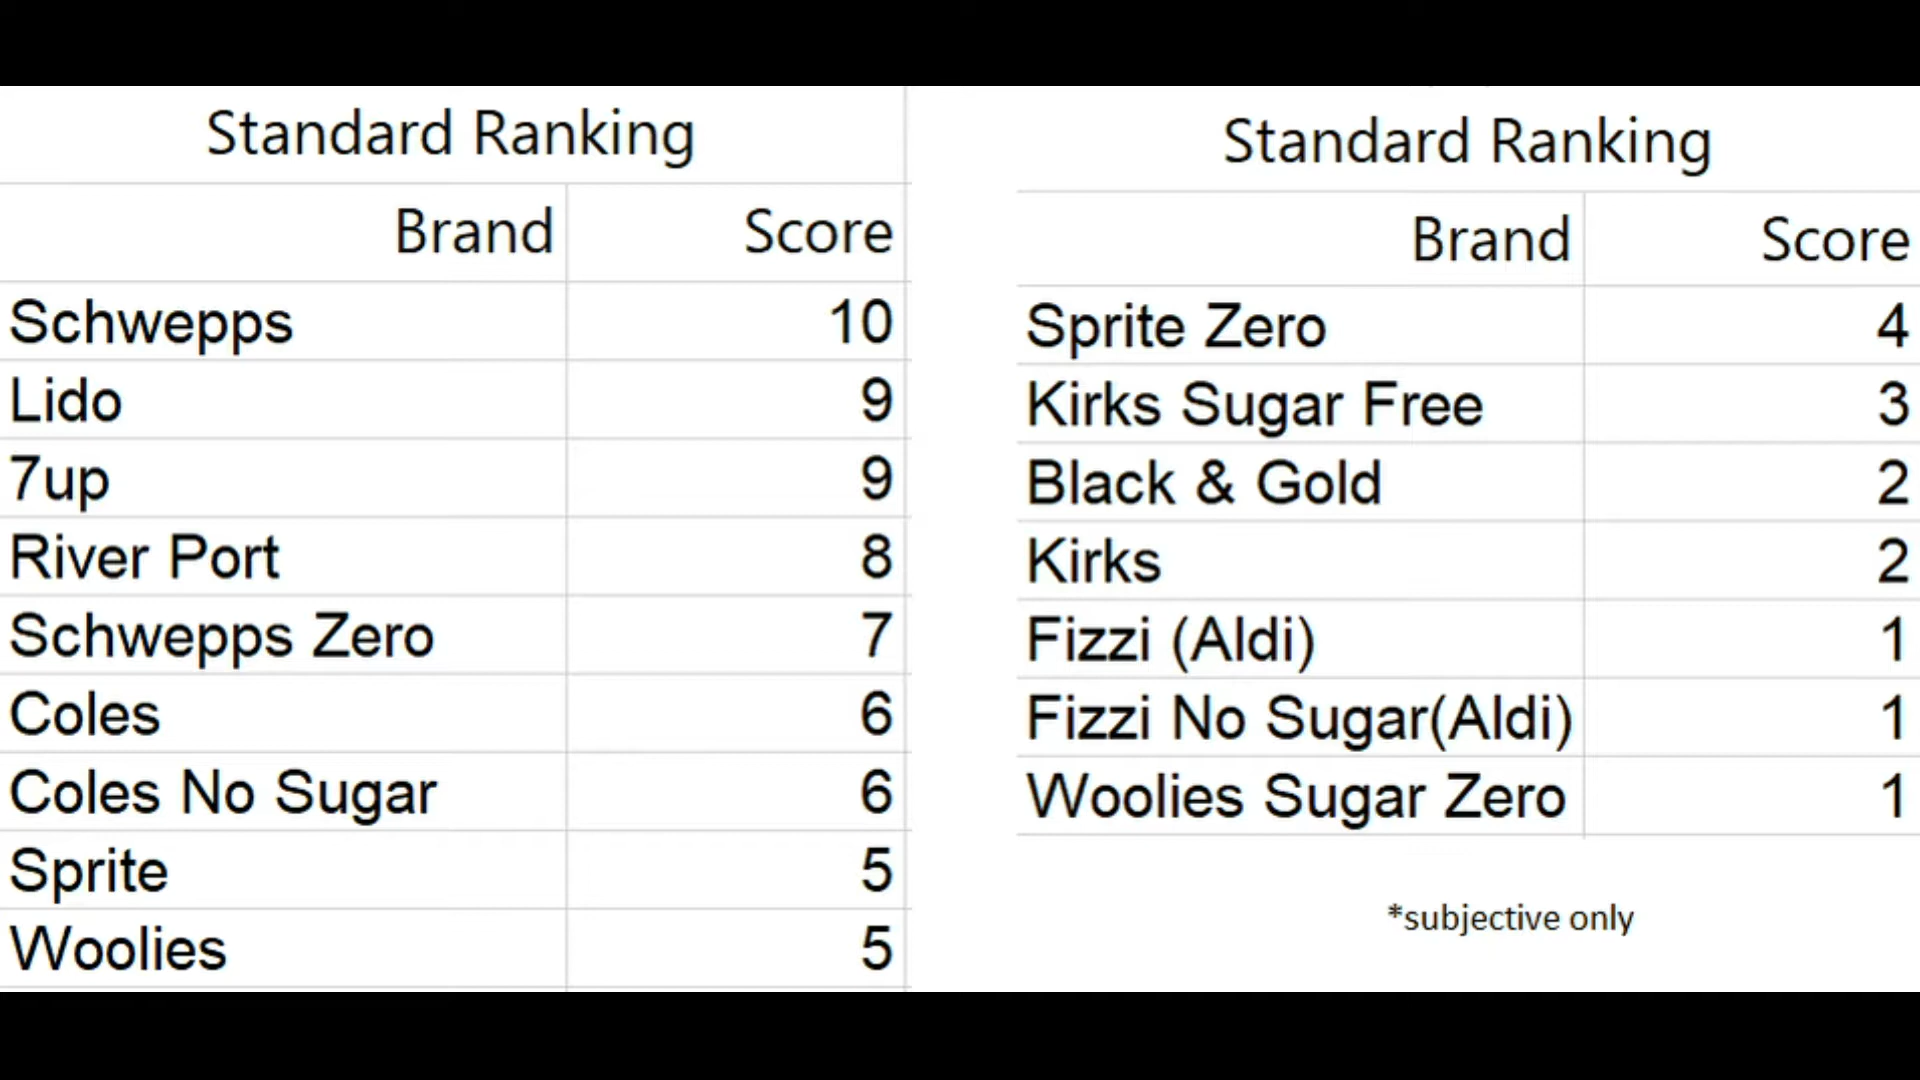 Standard Ranking
Brand Score
Schwepps 10
Lido 9
7up 9
River Port 8
Schwepps Zero 7
Coles 6
Coles No Sugar 6
Sprite 5
Woolies 5
Standard Ranking
Brand Score
Sprite Zero 4
Kirks Sugar Free 3
Black & Gold 2
Kirks 2
Fizzi (Aldi) 1
Fizzi No Sugar(Aldi) 1
Woolies Sugar Zero 1
*subjective only